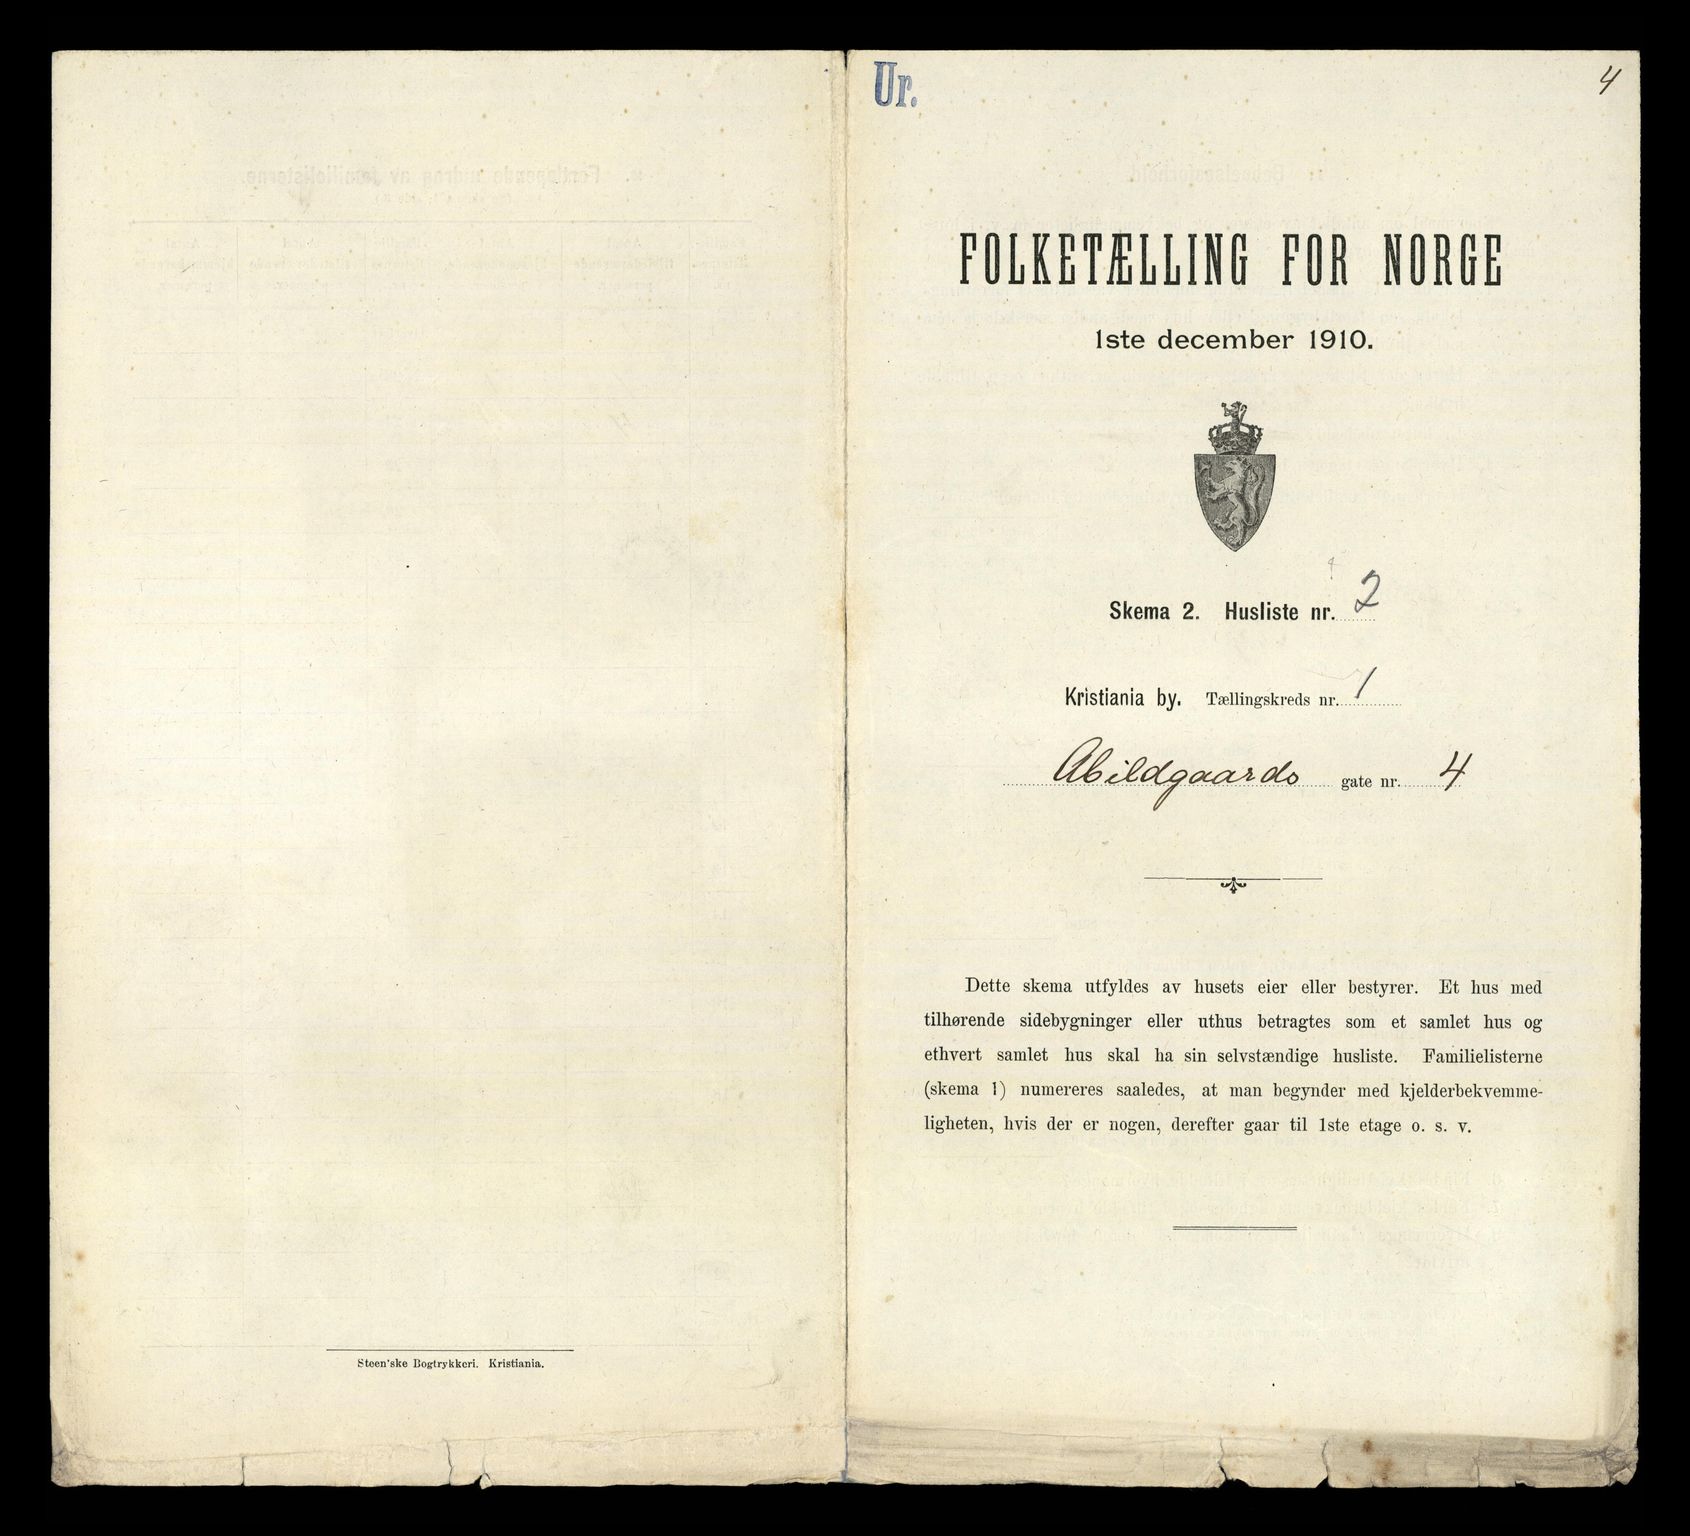 Steen'ske Bogtrykkeri. Kristiania.
Ur.
4
FOLKETÆLLING FOR NORGE
1ste december 1910.
Skema 2. Husliste nr. 2
Kristiania by. Tællingskreds nr. 1
Abildgaards gate nr. 4
Dette skema utfyldes av husets eier eller bestyrer. Et hus med
tilhørende sidebygninger eller uthus betragtes som et samlet hus og
ethvert samlet hus skal ha sin selvstændige husliste. Familielisterne
(skema 1) numereres saaledes, at man begynder med kjelderbekvemme-
ligheten, hvis der er nogen, derefter gaar til 1ste etage o. s. v.